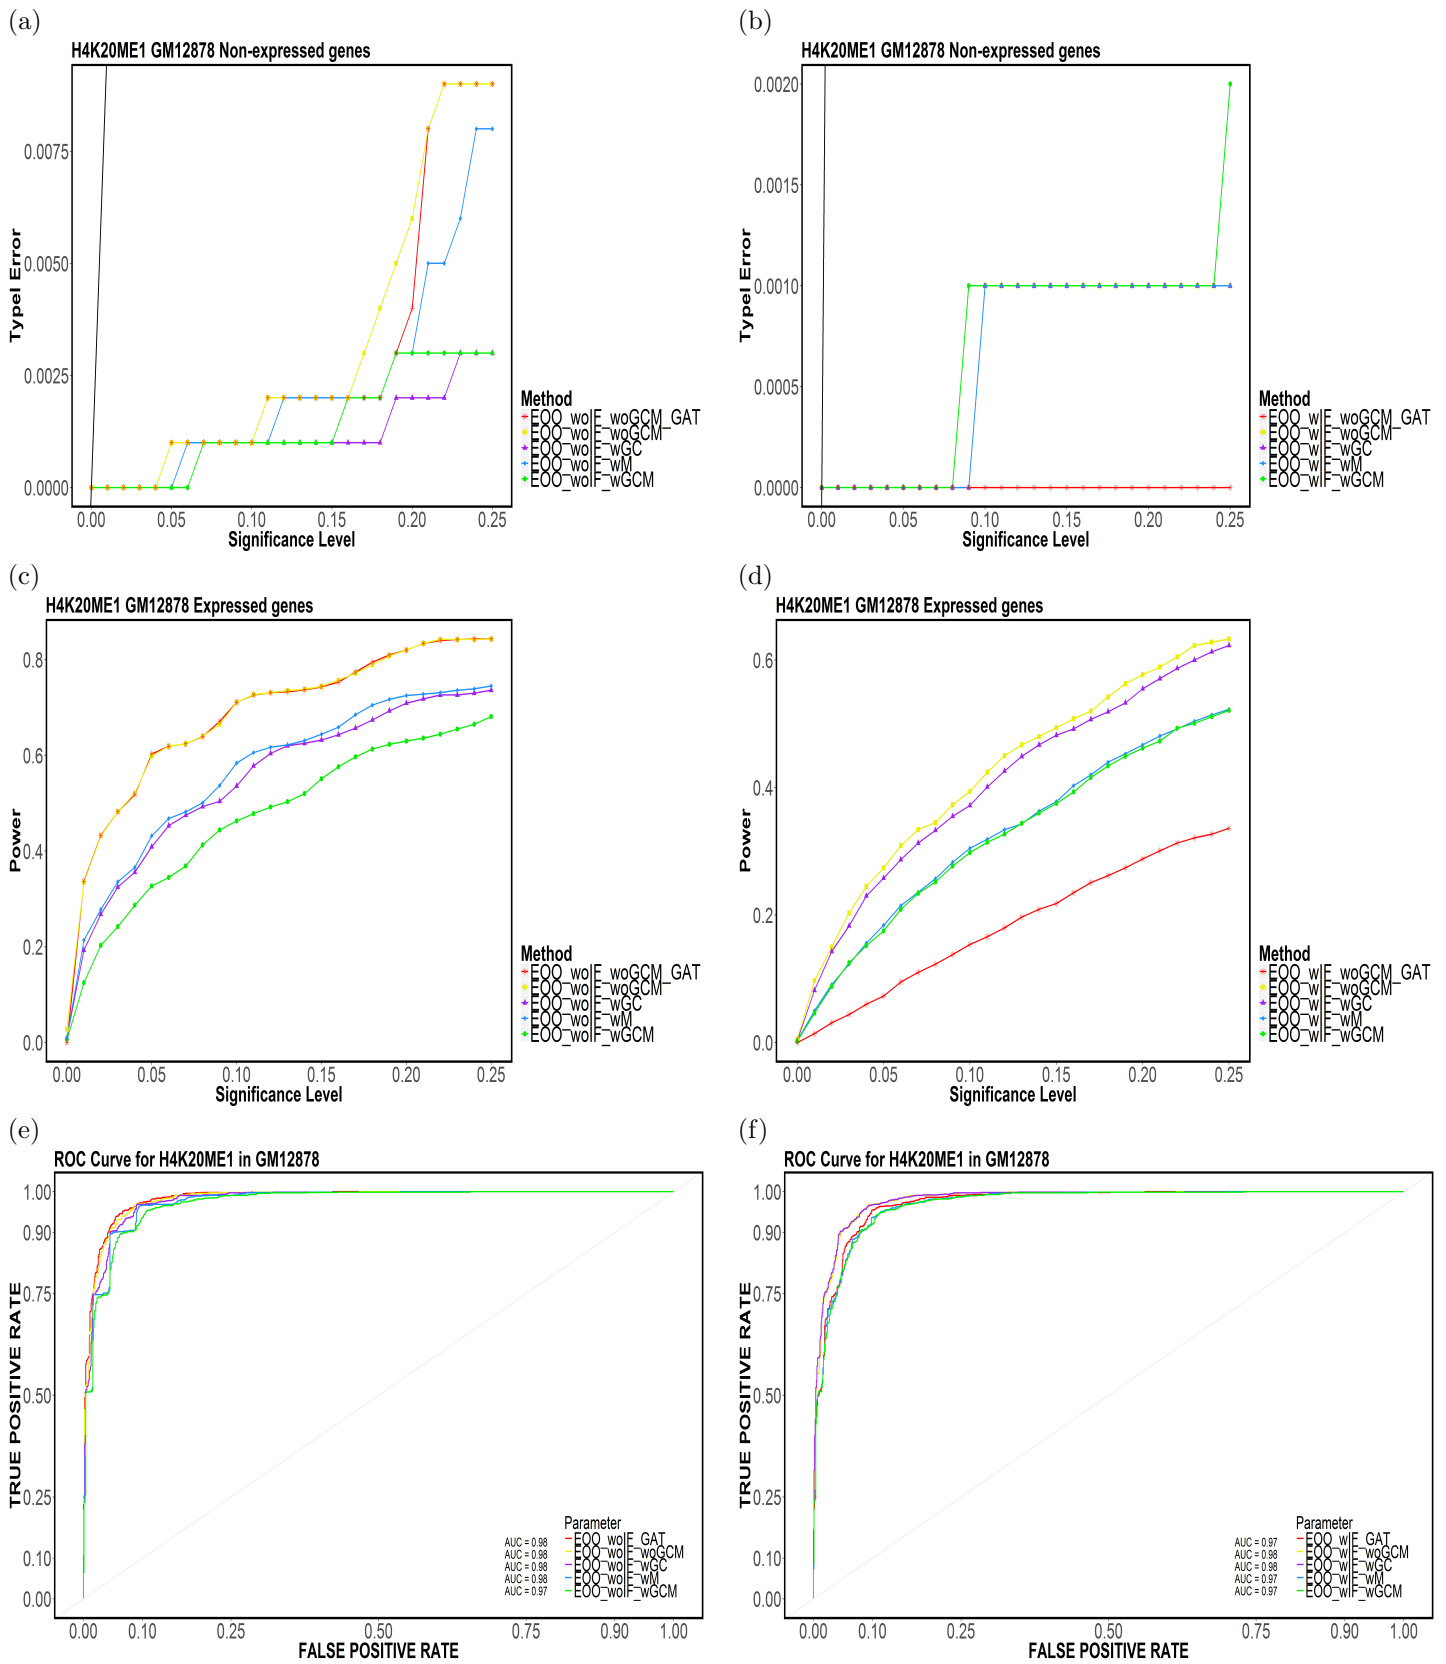 (a)
H4K20ME1 GM12878 Non-expressed genes
TypeI Error
0.0075
0.0050
0.0025
0.0000
0.00 0.05 0.10 0.15 0.20 0.25
Significance Level
Method
EOO_woIF_woGCM_GAT
EOO_woIF_woGCM
EOO_woIF_wGC
EOO_woIF_wM
EOO_woIF_wGCM
(b)
H4K20ME1 GM12878 Non-expressed genes
TypeI Error
0.0020
0.0015
0.0010
0.0005
0.0000
0.00 0.05 0.10 0.15 0.20 0.25
Significance Level
Method
EOO_wIF_woGCM_GAT
EOO_wIF_woGCM
EOO_wIF_wGC
EOO_wIF_wM
EOO_wIF_wGCM
(c)
H4K20ME1 GM12878 Expressed genes
Power
0.8
0.6
0.4
0.2
0.0
0.00 0.05 0.10 0.15 0.20 0.25
Significance Level
Method
EOO_woIF_woGCM_GAT
EOO_woIF_woGCM
EOO_woIF_wGC
EOO_woIF_wM
EOO_woIF_wGCM
(d)
H4K20ME1 GM12878 Expressed genes
Power
0.6
0.4
0.2
0.0
0.00 0.05 0.10 0.15 0.20 0.25
Significance Level
Method
EOO_wIF_woGCM_GAT
EOO_wIF_woGCM
EOO_wIF_wGC
EOO_wIF_wM
EOO_wIF_wGCM
(e)
ROC Curve for H4K20ME1 in GM12878
TRUE POSITIVE RATE
1.00
0.90
0.75
0.50
0.25
0.10
0.00
Parameter
AUC = 0.98 EOO_woIF_GAT
AUC = 0.98 EOO_woIF_woGCM
AUC = 0.98 EOO_woIF_wGC
AUC = 0.98 EOO_woIF_wM
AUC = 0.97 EOO_woIF_wGCM
0.00 0.10 0.25 0.50 0.75 0.90 1.00
FALSE POSITIVE RATE
(f)
ROC Curve for H4K20ME1 in GM12878
TRUE POSITIVE RATE
1.00
0.90
0.75
0.50
0.25
0.10
0.00
Parameter
AUC = 0.97 EOO_wIF_GAT
AUC = 0.98 EOO_wIF_woGCM
AUC = 0.98 EOO_wIF_wGC
AUC = 0.97 EOO_wIF_wM
AUC = 0.97 EOO_wIF_wGCM
0.00 0.10 0.25 0.50 0.75 0.90 1.00
FALSE POSITIVE RATE